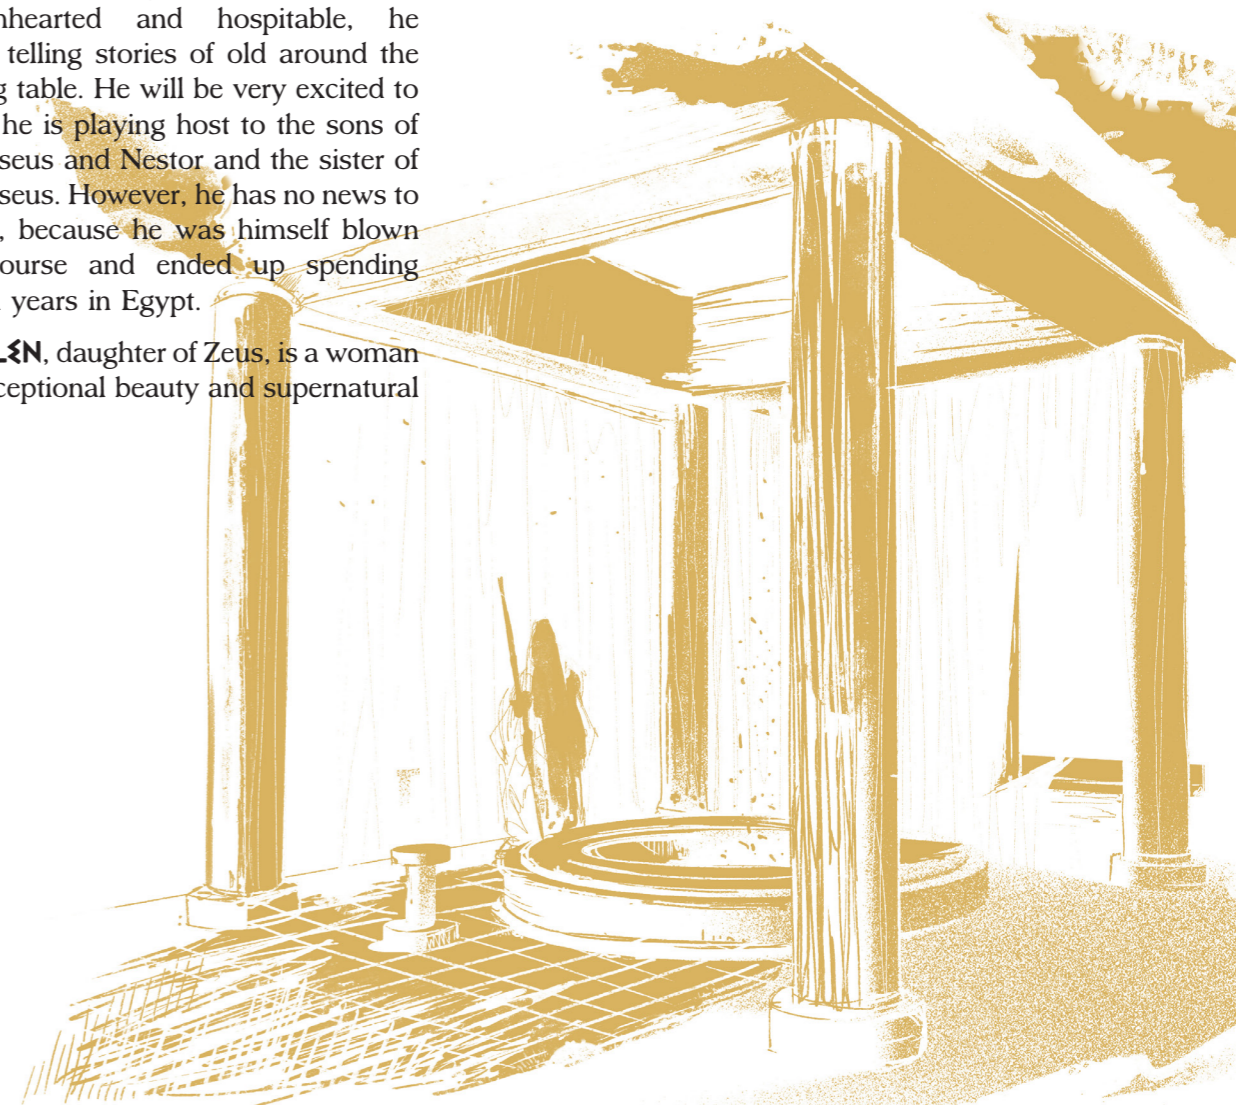 nhearted and hospitable, he
telling stories of old around the
g table. He will be very excited to
he is playing host to the sons of
seus and Nestor and the sister of
seus. However, he has no news to
, because he was himself blown
ourse and ended up spending
years in Egypt.
LEN, daughter of Zeus, is a woman
ceptional beauty and supernatural